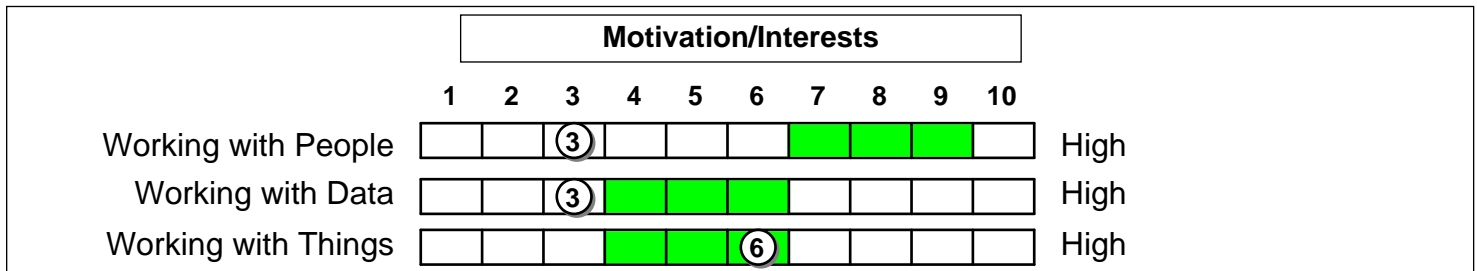 Motivation/Interests
1 2 3 4 5 6 7 8 9 10
Working with People 3 High
Working with Data 3 High
Working with Things 6 High